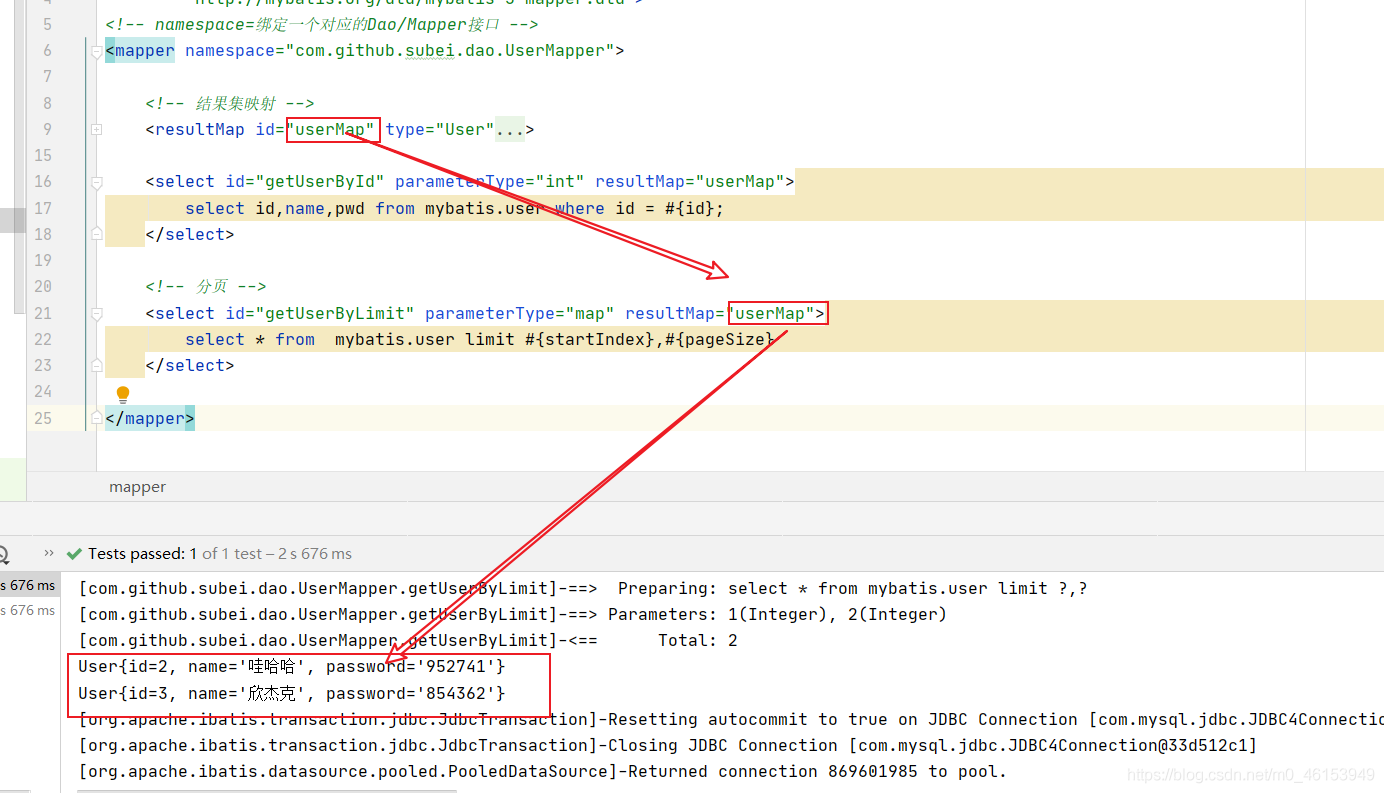 4 http://mybatis.org/dtd/mybatis-3-mapper.dtd">
5 <!-- namespace=绑定一个对应的Dao/Mapper接口 -->
6 <mapper namespace="com.github.subei.dao.UserMapper">
7
8 <!-- 结果集映射 -->
9 <resultMap id="userMap" type="User"...>
15
16 <select id="getUserById" parameterType="int" resultMap="userMap">
17 select id,name,pwd from mybatis.user where id = #{id};
18 </select>
19
20 <!-- 分页 -->
21 <select id="getUserByLimit" parameterType="map" resultMap="userMap">
22 select * from mybatis.user limit #{startIndex},#{pageSize}
23 </select>
24
25 </mapper>
mapper
» Tests passed: 1 of 1 test – 2 s 676 ms
s 676 ms [com.github.subei.dao.UserMapper.getUserByLimit]-==> Preparing: select * from mybatis.user limit ?,?
s 676 ms [com.github.subei.dao.UserMapper.getUserByLimit]-==> Parameters: 1(Integer), 2(Integer)
[com.github.subei.dao.UserMapper.getUserByLimit]-<== Total: 2
User{id=2, name='哇哈哈', password='952741'}
User{id=3, name='欣杰克', password='854362'}
[org.apache.ibatis.transaction.jdbc.JdbcTransaction]-Resetting autocommit to true on JDBC Connection [com.mysql.jdbc.JDBC4Connectio
[org.apache.ibatis.transaction.jdbc.JdbcTransaction]-Closing JDBC Connection [com.mysql.jdbc.JDBC4Connection@33d512c1]
[org.apache.ibatis.datasource.pooled.PooledDataSource]-Returned connection 869601985 to pool.
https://blog.csdn.net/m0_46153949